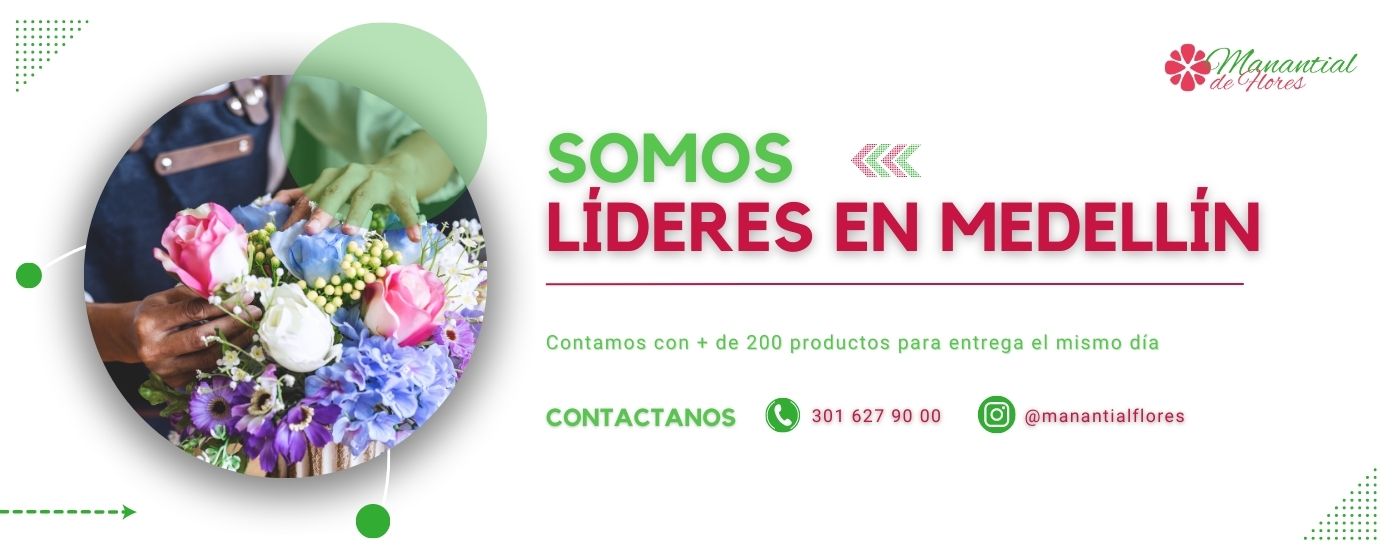 Manantial
de Flores
SOMOS
LÍDERES EN MEDELLÍN
Contamos con + de 200 productos para entrega el mismo día
CONTACTANOS 301 627 90 00 @manantialflores